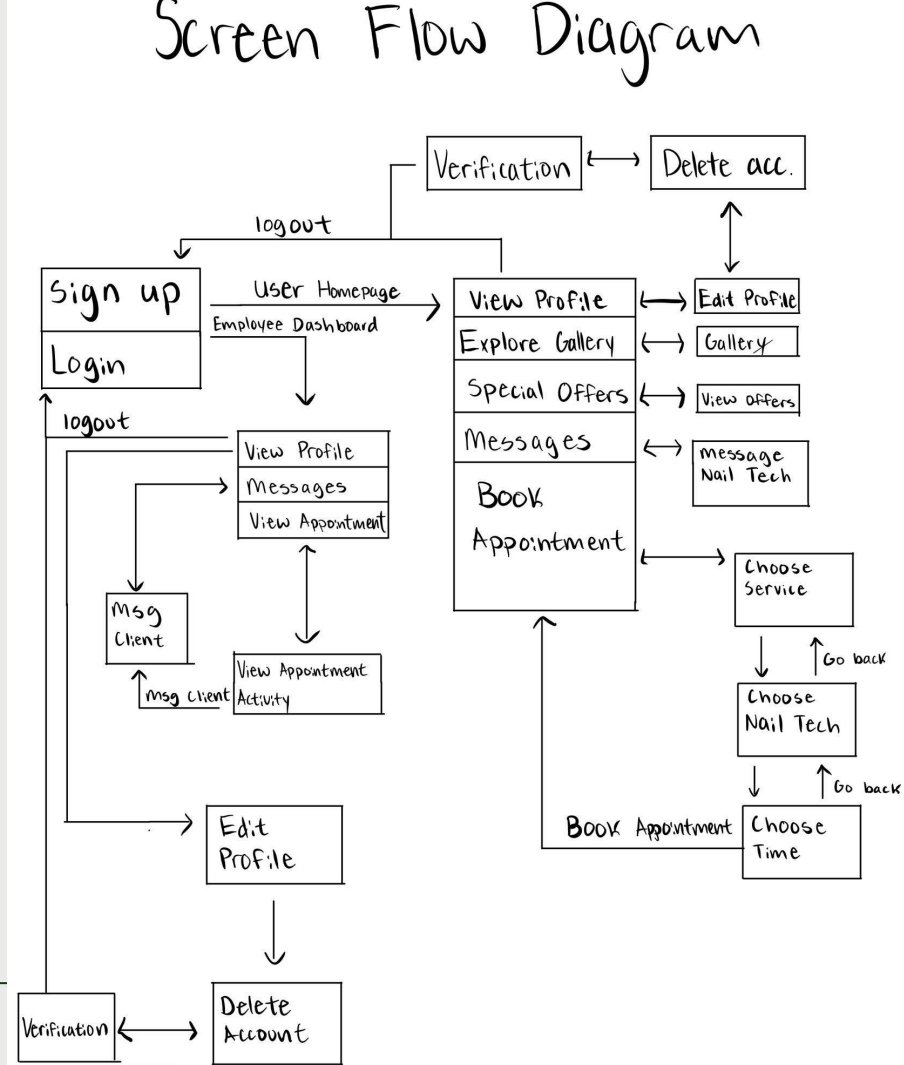 Screen Flow Diagram
Verification
Delete acc.
logout
Sign up
Login
User Homepage
Employee Dashboard
View Profile
Edit Profile
Explore Gallery
Gallery
Special Offers
View Offers
Messages
message
Nail Tech
Book
Appointment
logout
View Profile
Messages
View Appointment
Choose
Service
Go back
Msg
Client
View Appointment
Activity
Msg Client
Choose
Nail Tech
Go back
Book Appointment
Choose
Time
Edit
Profile
Delete
Account
Verification